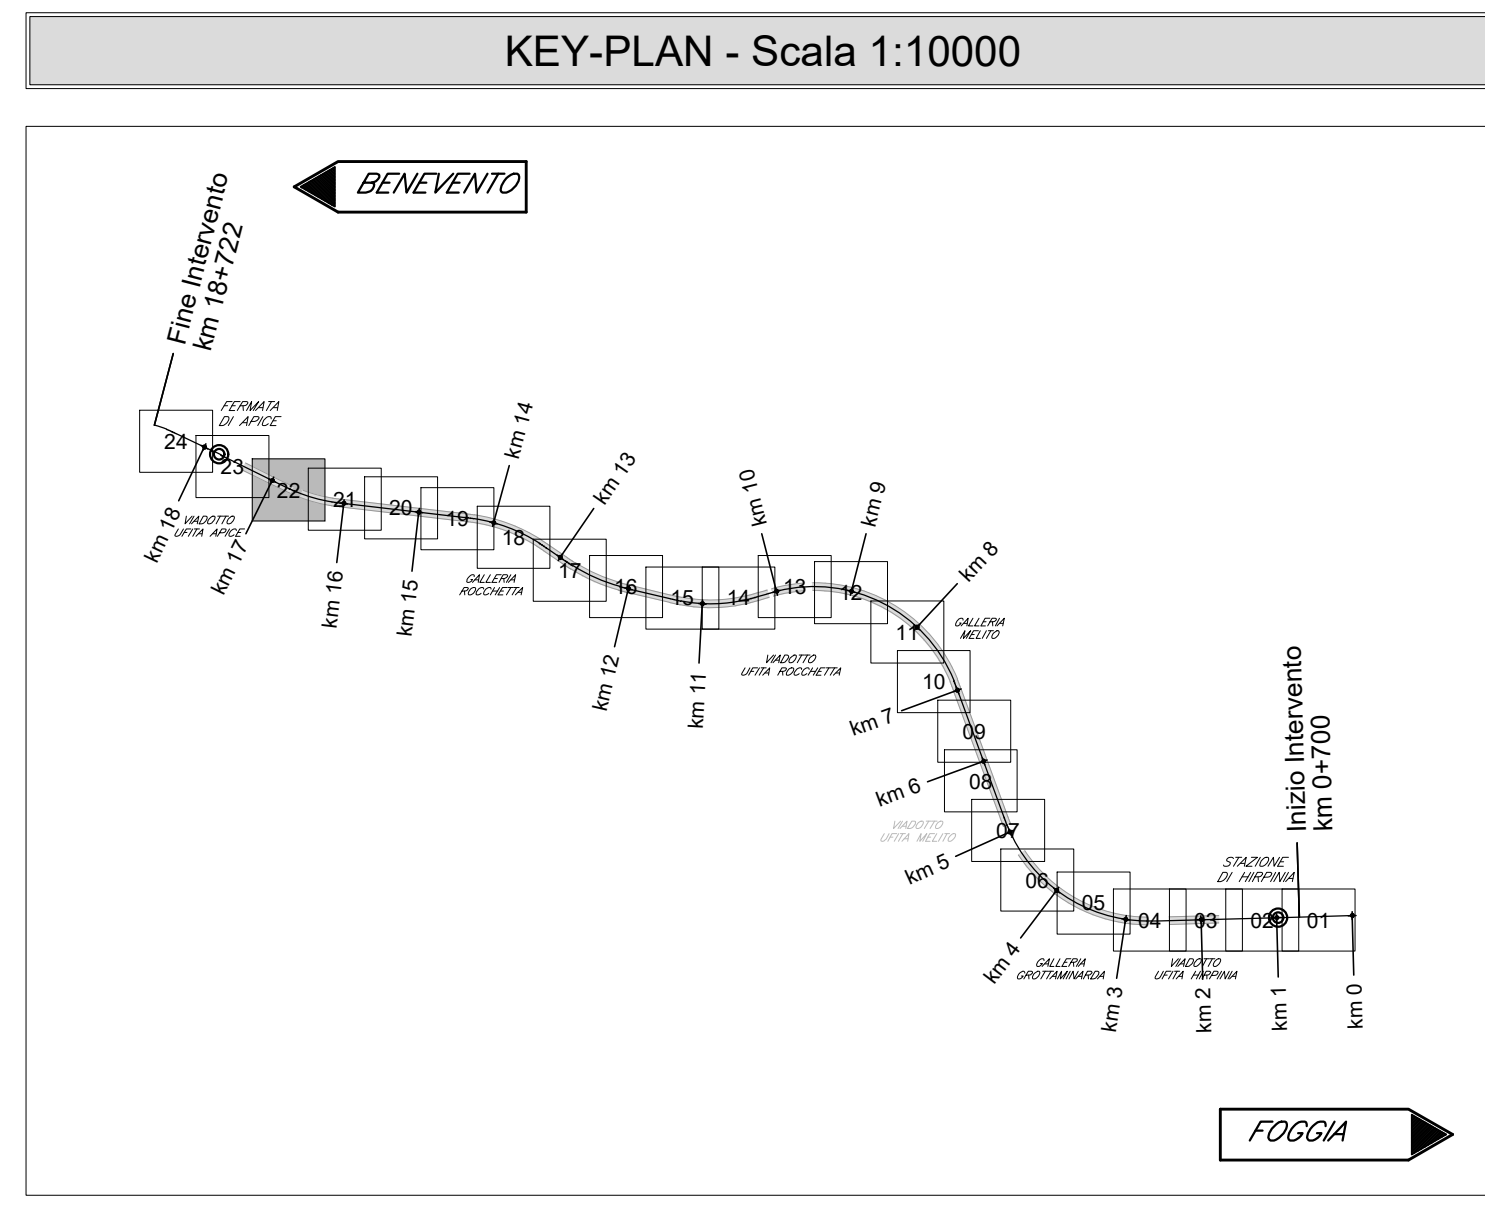 KEY-PLAN - Scala 1:10000
BENEVENTO
Fine Intervento
km 18+722
FERMATA
DI APICE
24
23
22
21
20
19
18
17
16
15
14
13
12
11
10
09
08
07
06
05
04
03
02
01
VIADOTTO
UFITA APICE
km 18
km 17
km 16
km 15
km 14
km 13
GALLERIA
ROCCHETTA
km 12
km 11
km 10
km 9
VIADOTTO
UFITA ROCCHETTA
km 8
GALLERIA
MELITO
km 7
km 6
VIADOTTO
UFITA MELITO
km 5
km 4
GALLERIA
GROTTAMINARDA
km 3
VIADOTTO
UFITA HIRPINIA
km 2
STAZIONE
DI HIRPINIA
km 1
Inizio Intervento
km 0+700
km 0
FOGGIA